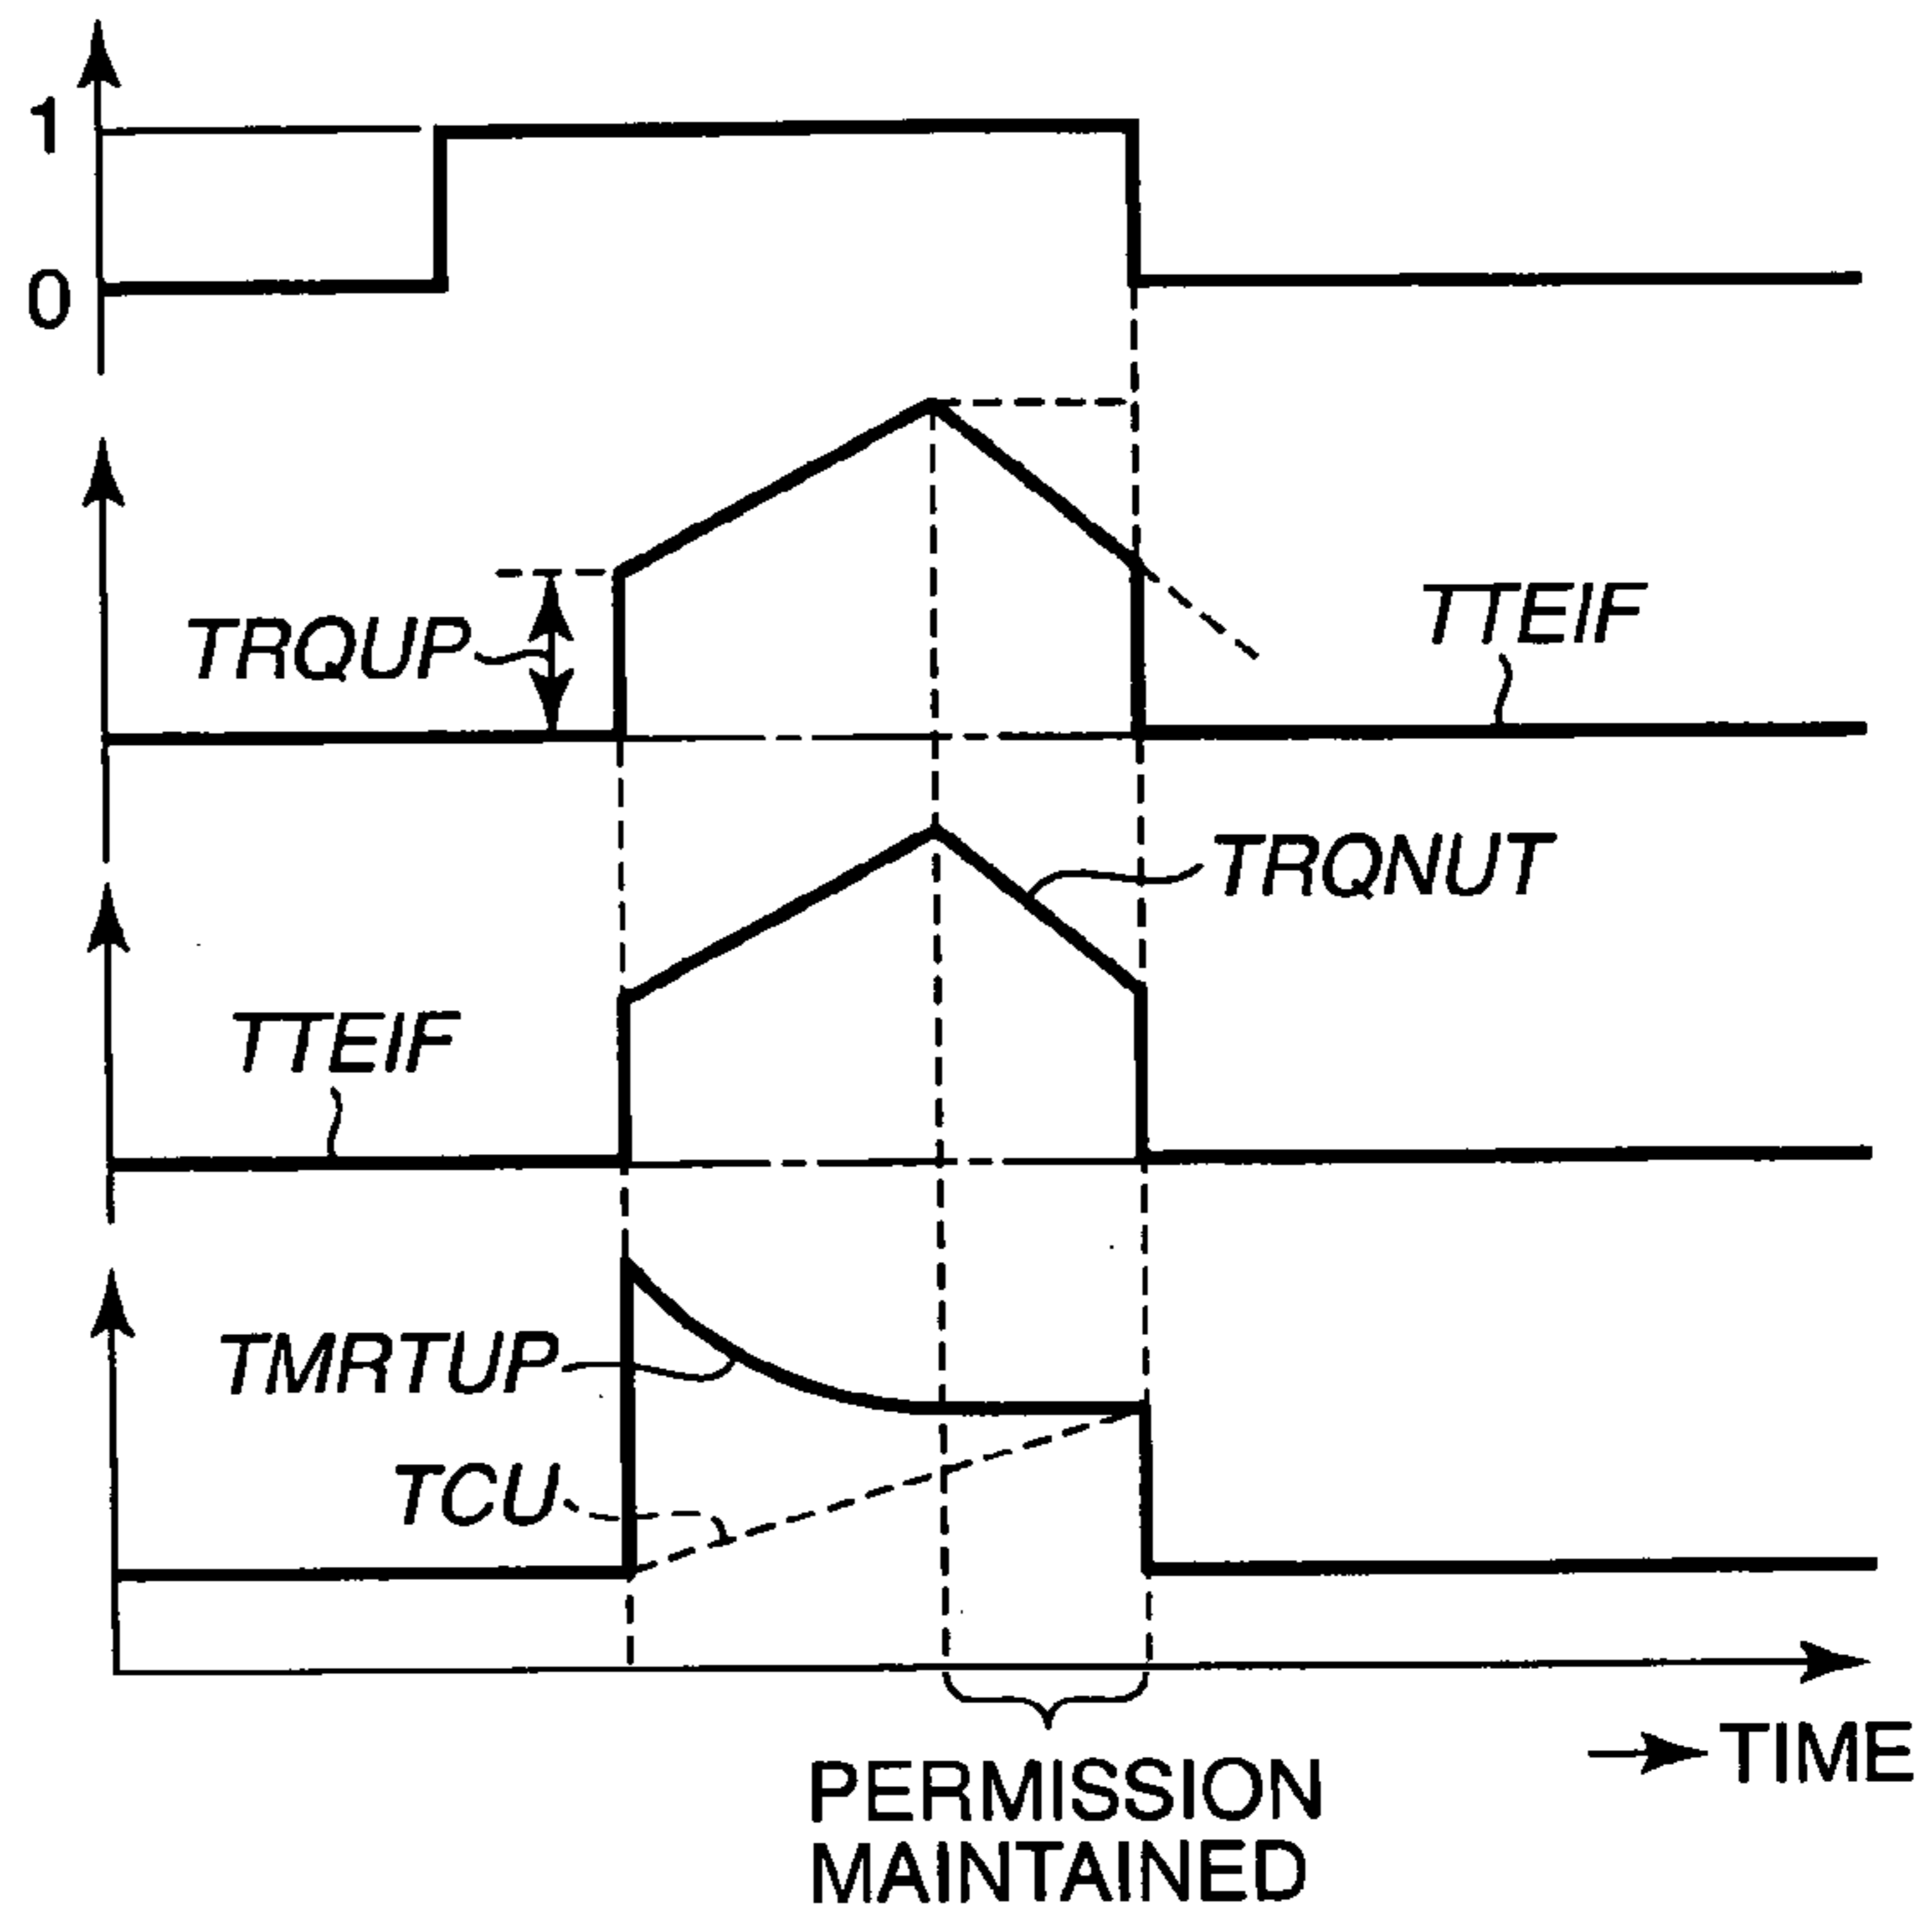 1
0
TRQUP
TTEIF
TRQNUT
TTEIF
TMRTUP
TCU
TIME
PERMISSION
MAINTAINED